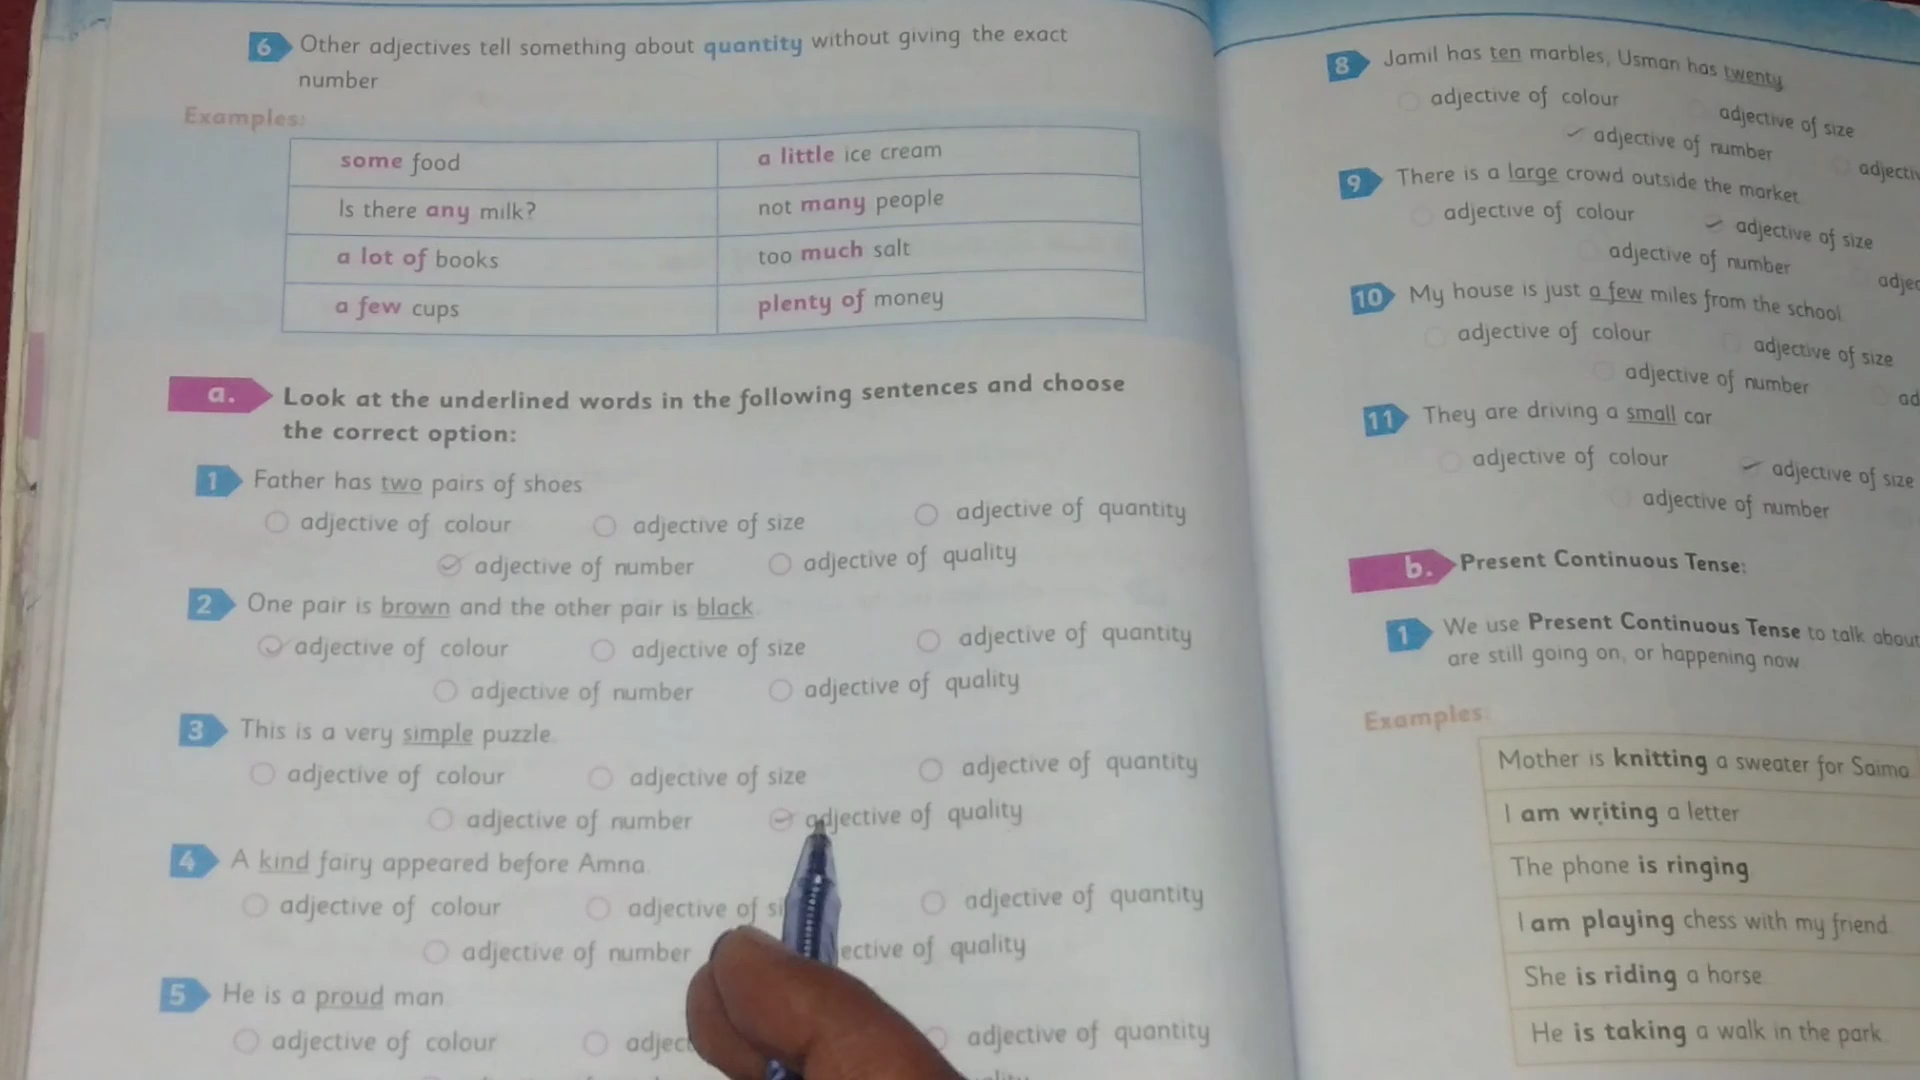 6 Other adjectives tell something about quantity without giving the exact
number
Examples:
some food
a little ice cream
Is there any milk?
not many people
a lot of books
too much salt
a few cups
plenty of money
a. Look at the underlined words in the following sentences and choose
the correct option:
1 Father has two pairs of shoes
adjective of colour adjective of size adjective of quantity
adjective of number adjective of quality
2 One pair is brown and the other pair is black
adjective of colour adjective of size adjective of quantity
adjective of number adjective of quality
3 This is a very simple puzzle.
adjective of colour adjective of size adjective of quantity
adjective of number adjective of quality
4 A kind fairy appeared before Amna.
adjective of colour adjective of adjective of quantity
adjective of number of quality
5 He is a proud man
adjective of colour adjective of quantity
8 Jamil has ten marbles, Usman has twenty
adjective of colour adjective of size
adjective of number
9 There is a large crowd outside the market
adjective of colour adjective of size
adjective of number
10 My house is just a few miles from the school
adjective of colour adjective of size
adjective of number
11 They are driving a small car
adjective of colour adjective of size
adjective of number
b. Present Continuous Tense:
1 We use Present Continuous Tense to talk about
are still going on, or happening now
Examples:
Mother is knitting a sweater for Saima
I am writing a letter
The phone is ringing
I am playing chess with my friend
She is riding a horse
He is taking a walk in the park